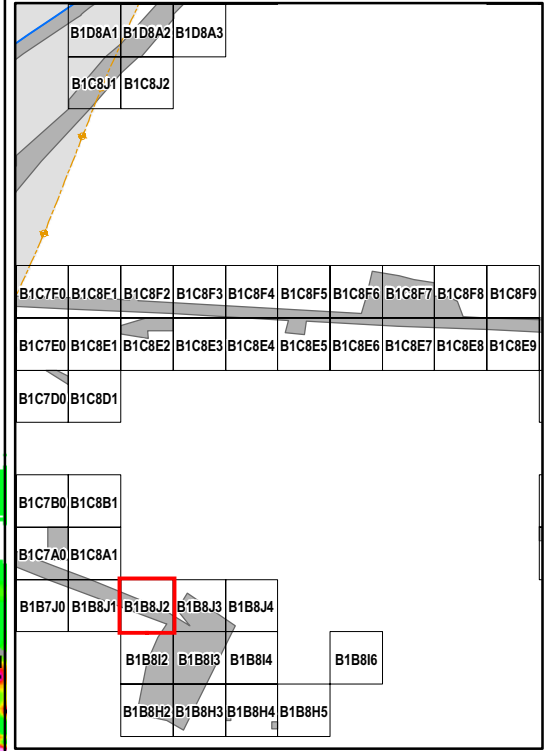 B1D8A1 B1D8A2 B1D8A3
B1C8J1 B1C8J2
B1C7F0 B1C8F1 B1C8F2 B1C8F3 B1C8F4 B1C8F5 B1C8F6 B1C8F7 B1C8F8 B1C8F9
B1C7E0 B1C8E1 B1C8E2 B1C8E3 B1C8E4 B1C8E5 B1C8E6 B1C8E7 B1C8E8 B1C8E9
B1C7D0 B1C8D1
B1C7B0 B1C8B1
B1C7A0 B1C8A1
B1B7J0 B1B8J1 B1B8J2 B1B8J3 B1B8J4
B1B8I2 B1B8I3 B1B8I4 B1B8I6
B1B8H2 B1B8H3 B1B8H4 B1B8H5